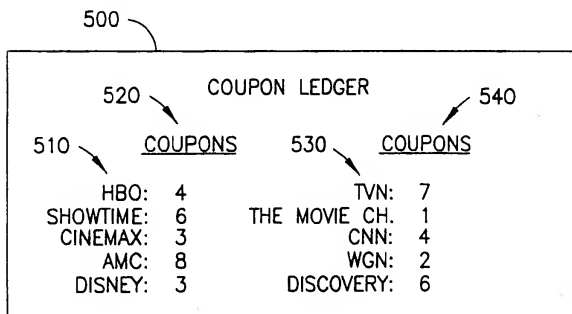 500
COUPON LEDGER
520
540
COUPONS
COUPONS
510
530
HBO: 4
TVN: 7
SHOWTIME: 6
THE MOVIE CH. 1
CINEMAX: 3
CNN: 4
AMC: 8
WGN: 2
DISNEY: 3
DISCOVERY: 6